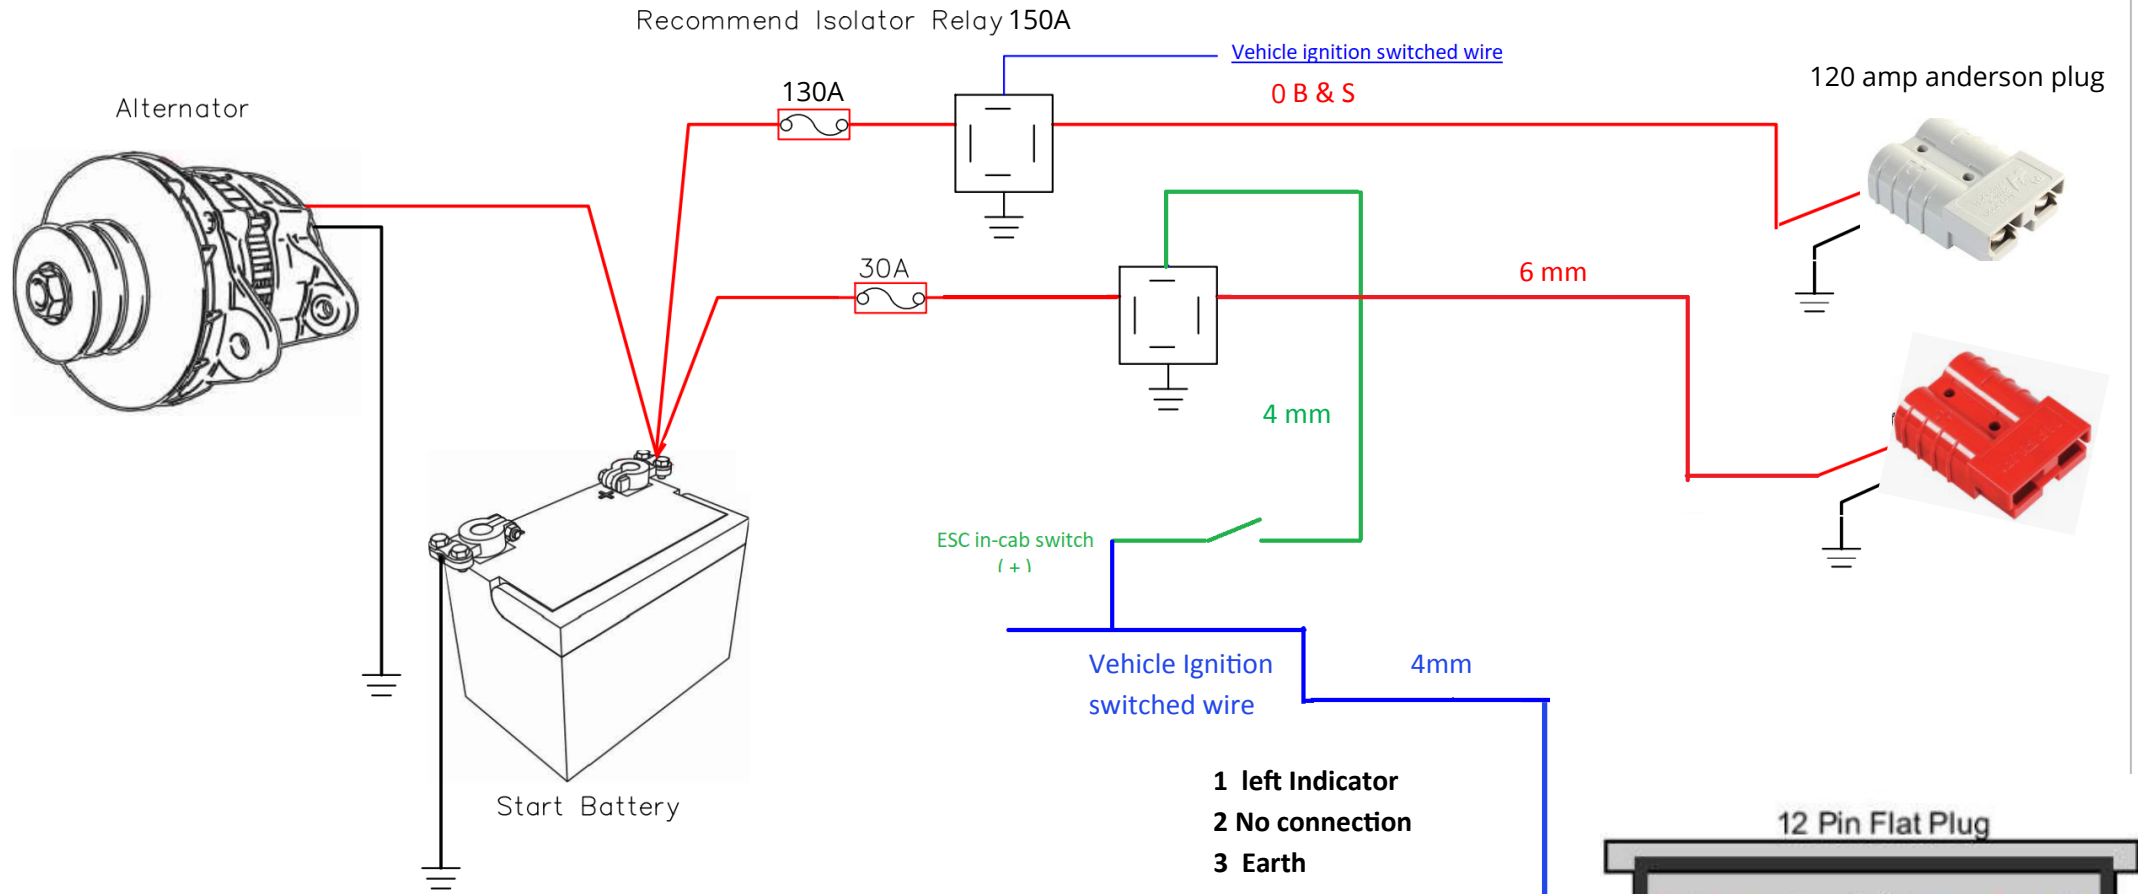 Recommend Isolator Relay 150A
Vehicle ignition switched wire
120 amp anderson plug
130A
0 B & S
Alternator
30A
6 mm
4 mm
ESC in-cab switch
( + )
Vehicle Ignition
switched wire
4mm
Start Battery
1 left Indicator
2 No connection
3 Earth
12 Pin Flat Plug